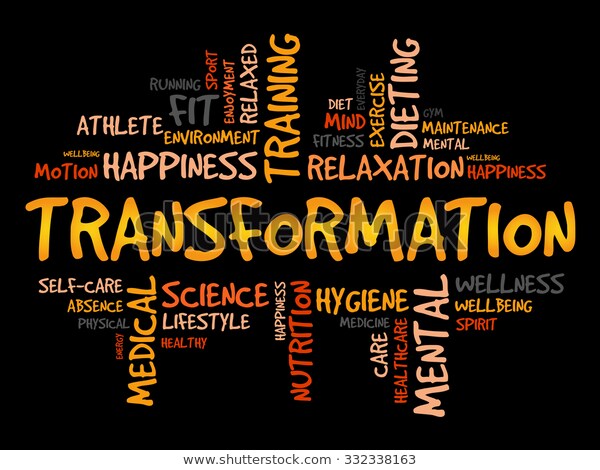 RUNNING
SPORT
ENJOYMENT
RELAXED
TRAINING
FIT
ATHLETE
ENVIRONMENT
WELLBEING
MOTION
HAPPINESS
DIET
EVERYDAY
MIND
FITNESS
EXERCISE
DIETING
GYM
MAINTENANCE
MENTAL
RELAXATION
WELLBEING
HAPPINESS
TRANSFORMATION
SELF-CARE
ABSENCE
PHYSICAL
ENERGY
MEDICAL
SCIENCE
LIFESTYLE
HEALTHY
HAPPINESS
NUTRITION
HYGIENE
MEDICINE
CARE
HEALTHCARE
MENTAL
WELLNESS
WELLBEING
SPIRIT
www.shutterstock.com · 332338163